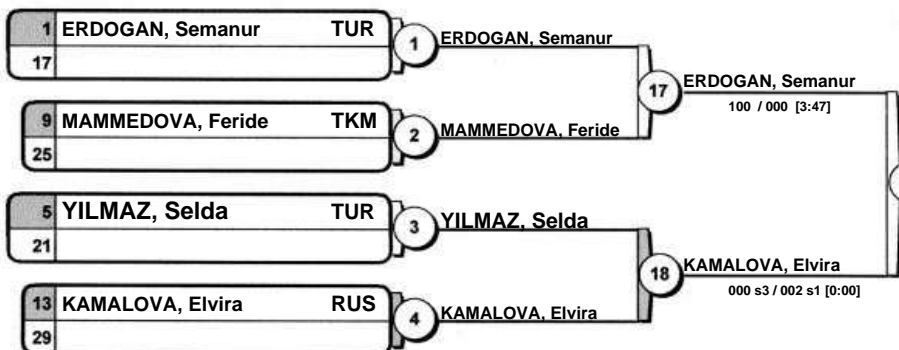 1 ERDOGAN, Semanur TUR
17
1
ERDOGAN, Semanur
9 MAMMEDOVA, Feride TKM
25
2
MAMMEDOVA, Feride
17
ERDOGAN, Semanur
100 / 000 [3:47]
5 YILMAZ, Selda TUR
21
3
YILMAZ, Selda
13 KAMALOVA, Elvira RUS
29
4
KAMALOVA, Elvira
18
KAMALOVA, Elvira
000 s3 / 002 s1 [0:00]